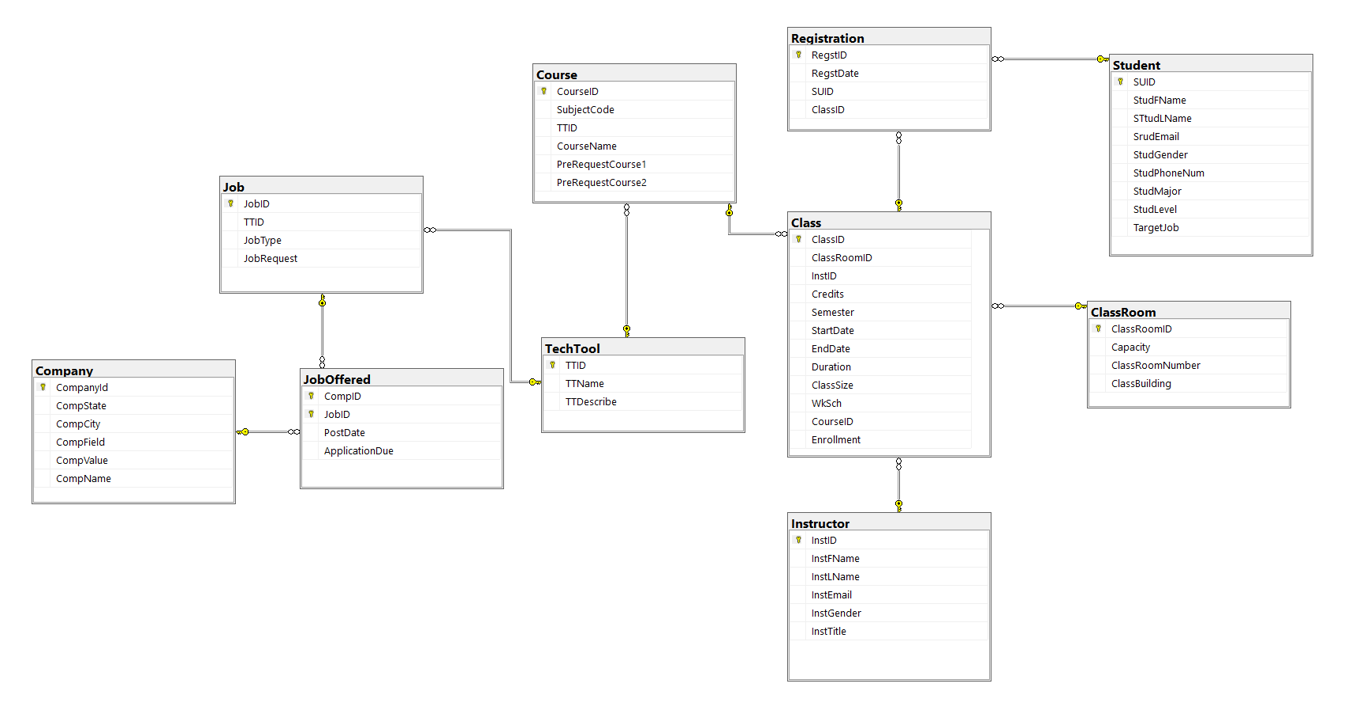 Registration
RegstID
RegstDate
SUID
ClassID
Student
SUID
StudFName
STtudLName
SrudEmail
StudGender
StudPhoneNum
StudMajor
StudLevel
TargetJob
Course
CourseID
SubjectCode
TTID
CourseName
PreRequestCourse1
PreRequestCourse2
Job
JobID
TTID
JobType
JobRequest
Class
ClassID
ClassRoomID
InstID
Credits
Semester
StartDate
EndDate
Duration
ClassSize
WkSch
CourseID
Enrollment
ClassRoom
ClassRoomID
Capacity
ClassRoomNumber
ClassBuilding
TechTool
TTID
TTName
TTDescribe
Company
CompanyId
CompState
CompCity
CompField
CompValue
CompName
JobOffered
CompID
JobID
PostDate
ApplicationDue
Instructor
InstID
InstFName
InstLName
InstEmail
InstGender
InstTitle